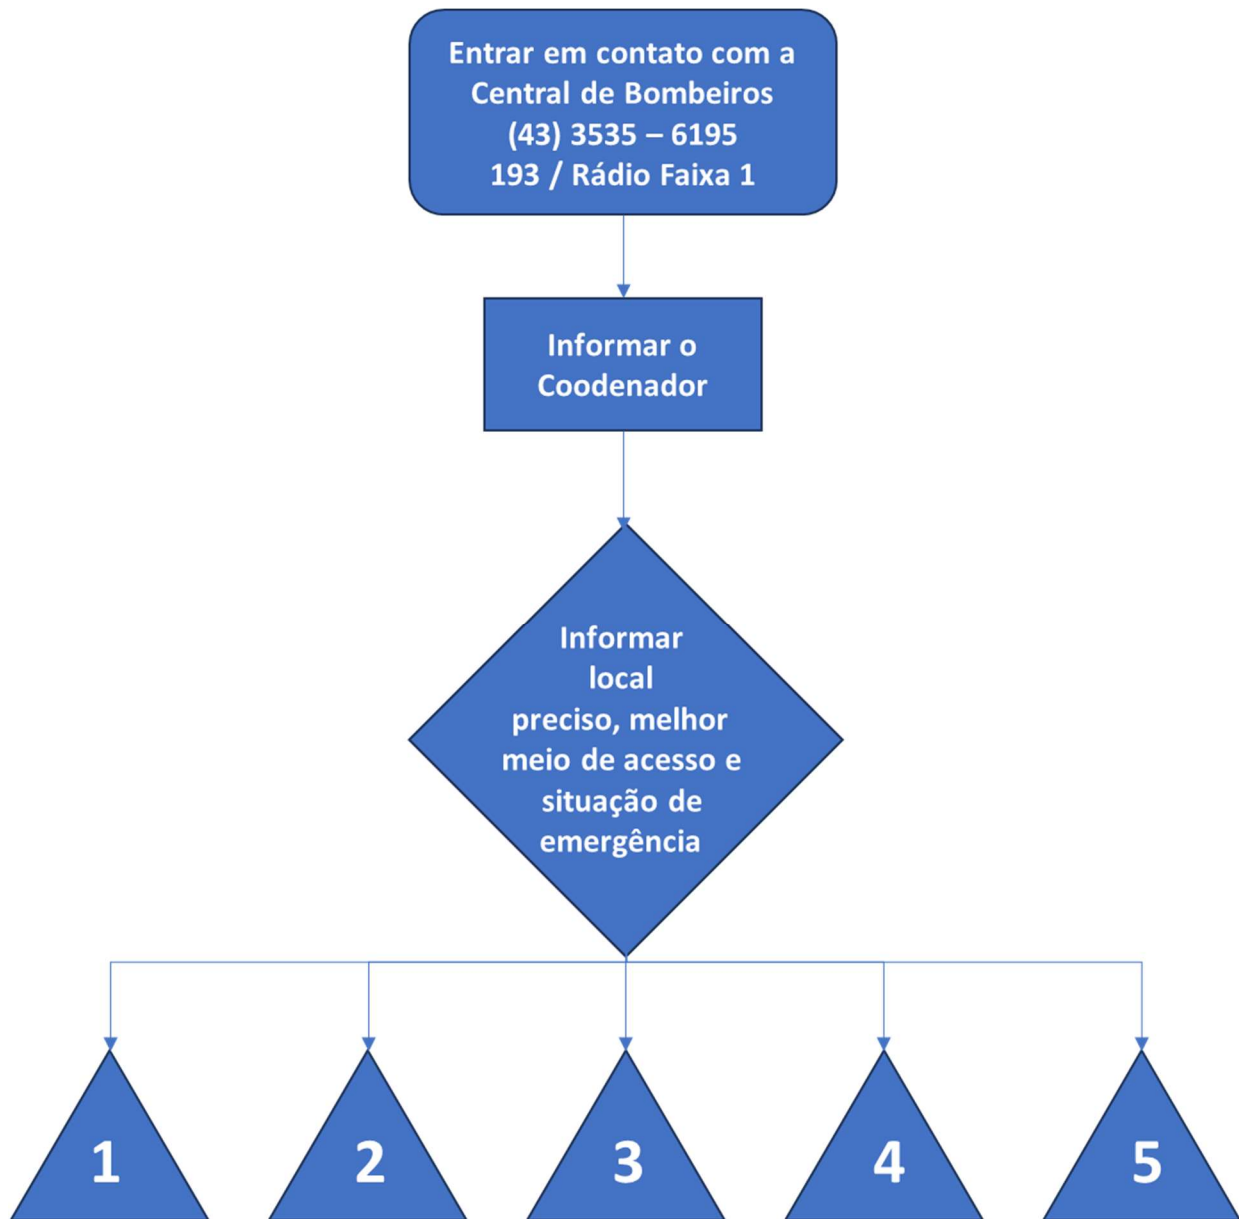 Entrar em contato com a
Central de Bombeiros
(43) 3535 – 6195
193 / Rádio Faixa 1
Informar o
Coodenador
Informar
local
preciso, melhor
meio de acesso e
situação de
emergência
1
2
3
4
5